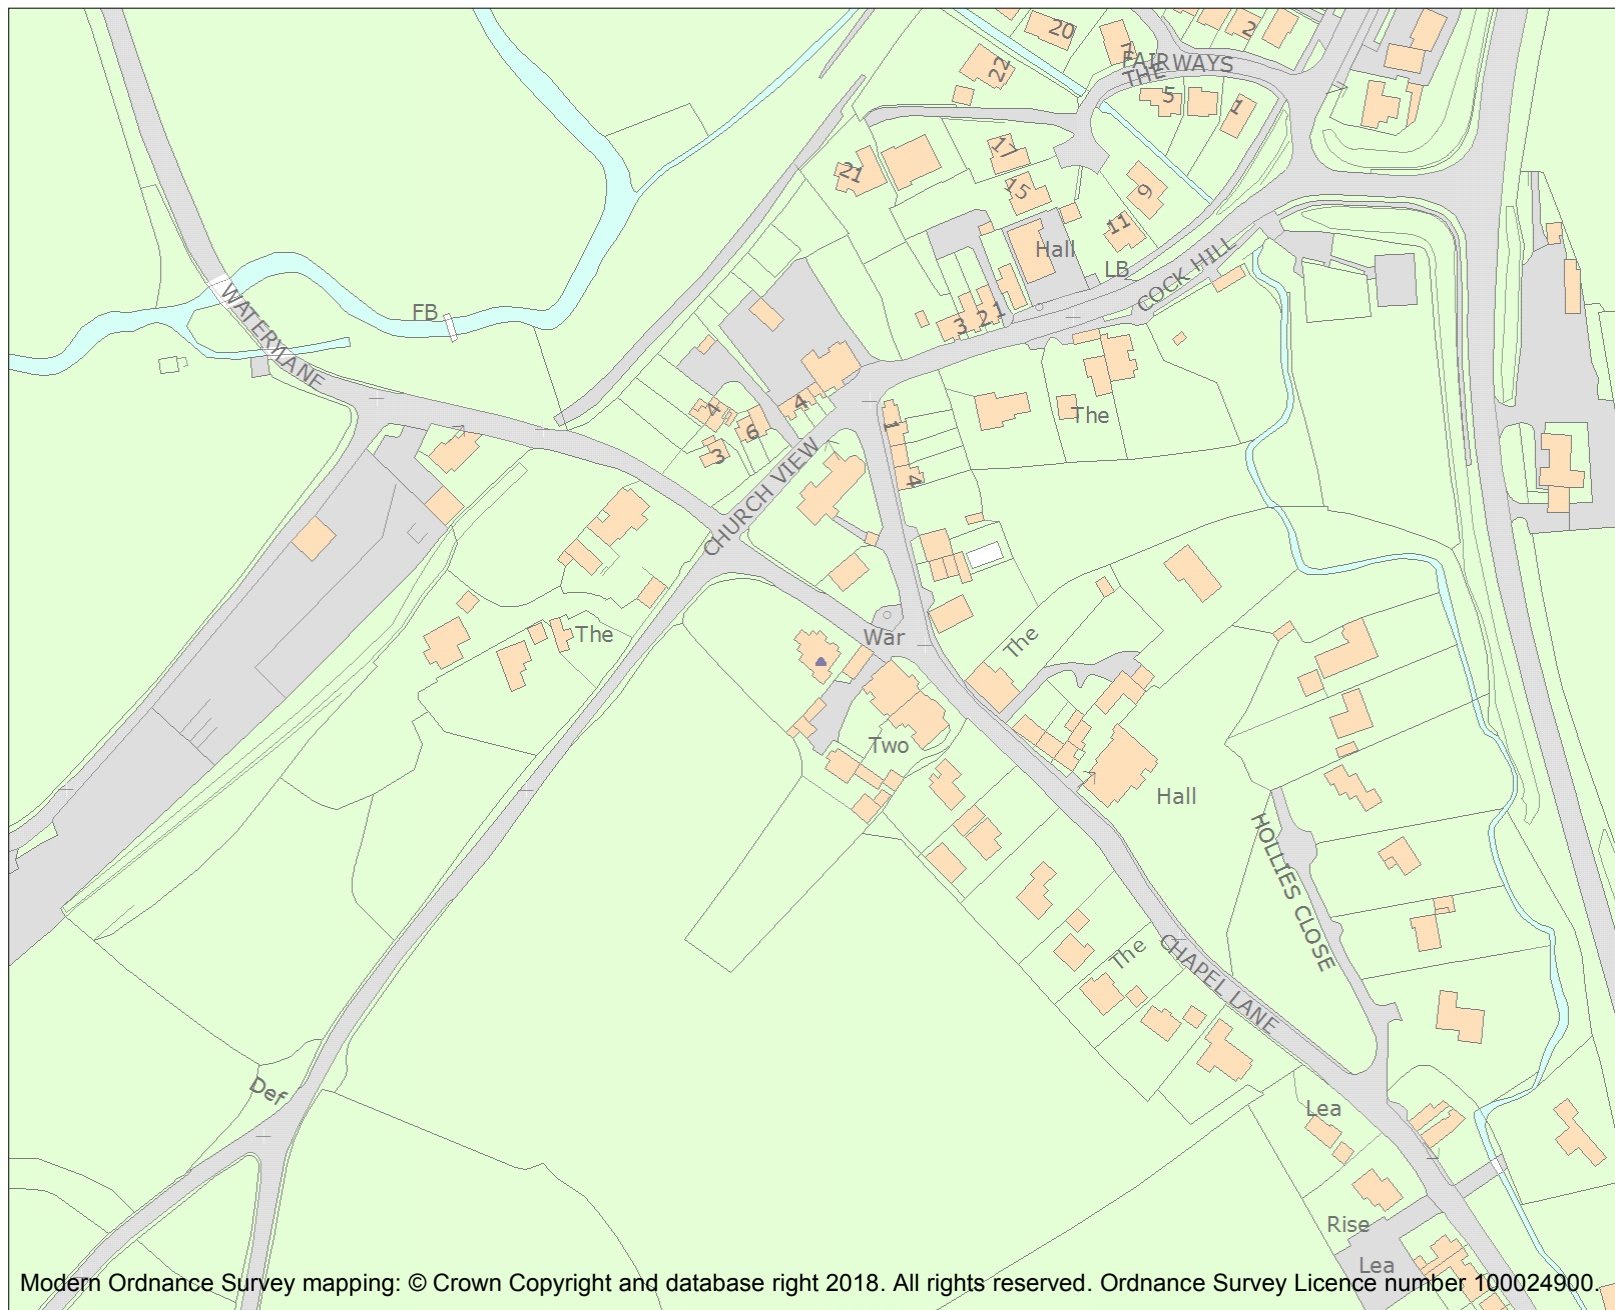 20
2
7
22
FAIRWAYS
THE
5
1
17
21
15
9
11
Hall
LB
COCK HILL
WATERYLANE
FB
3
2
1
4
4
6
3
1
The
4
CHURCH VIEW
The
War
The
Two
Hall
HOLLIES CLOSE
The
CHAPEL LANE
Def
Lea
Rise
Lea
Modern Ordnance Survey mapping: © Crown Copyright and database right 2018. All rights reserved. Ordnance Survey Licence number 100024900.